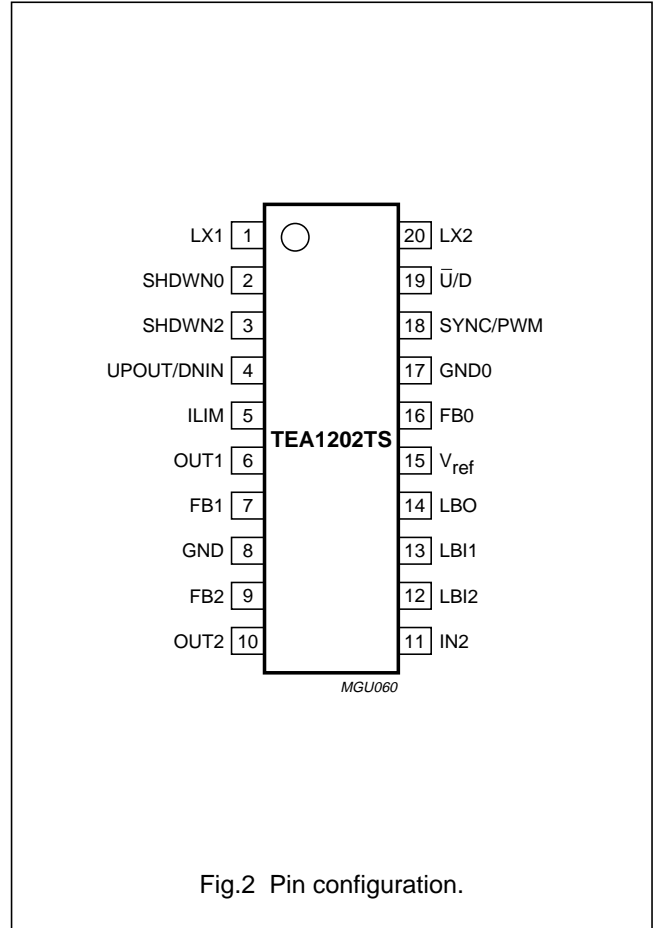 LX1 1 20 LX2
SHDWN0 2 19 U̅/D
SHDWN2 3 18 SYNC/PWM
UPOUT/DNIN 4 17 GND0
ILIM 5 16 FB0
TEA1202TS
OUT1 6 15 Vref
FB1 7 14 LBO
GND 8 13 LBI1
FB2 9 12 LBI2
OUT2 10 11 IN2
MGU060
Fig.2 Pin configuration.